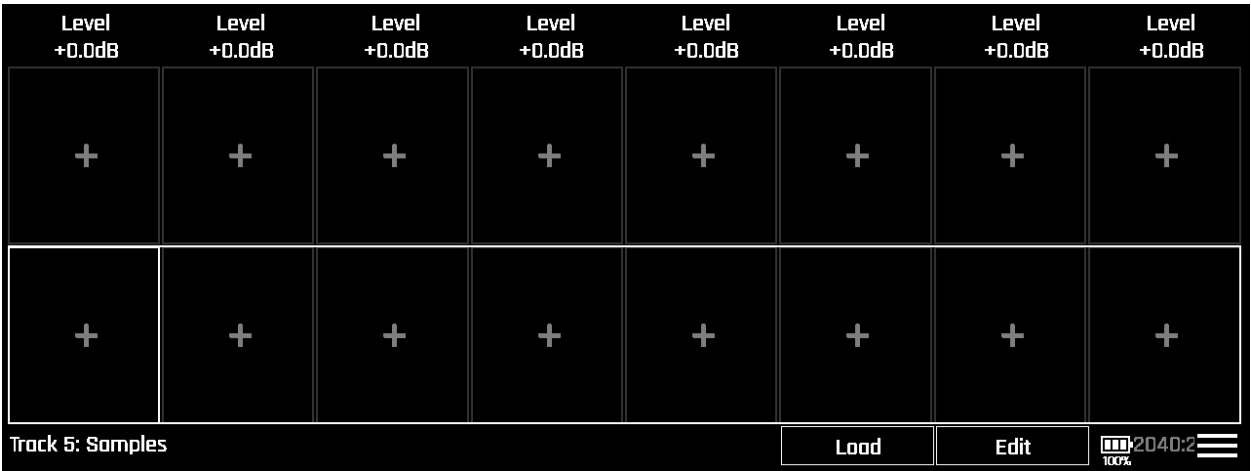 Level Level Level Level Level Level Level Level
+0.0dB +0.0dB +0.0dB +0.0dB +0.0dB +0.0dB +0.0dB +0.0dB
+ + + + + + + +
+ + + + + + + +
Track 5: Samples Load Edit 2040:2
100%